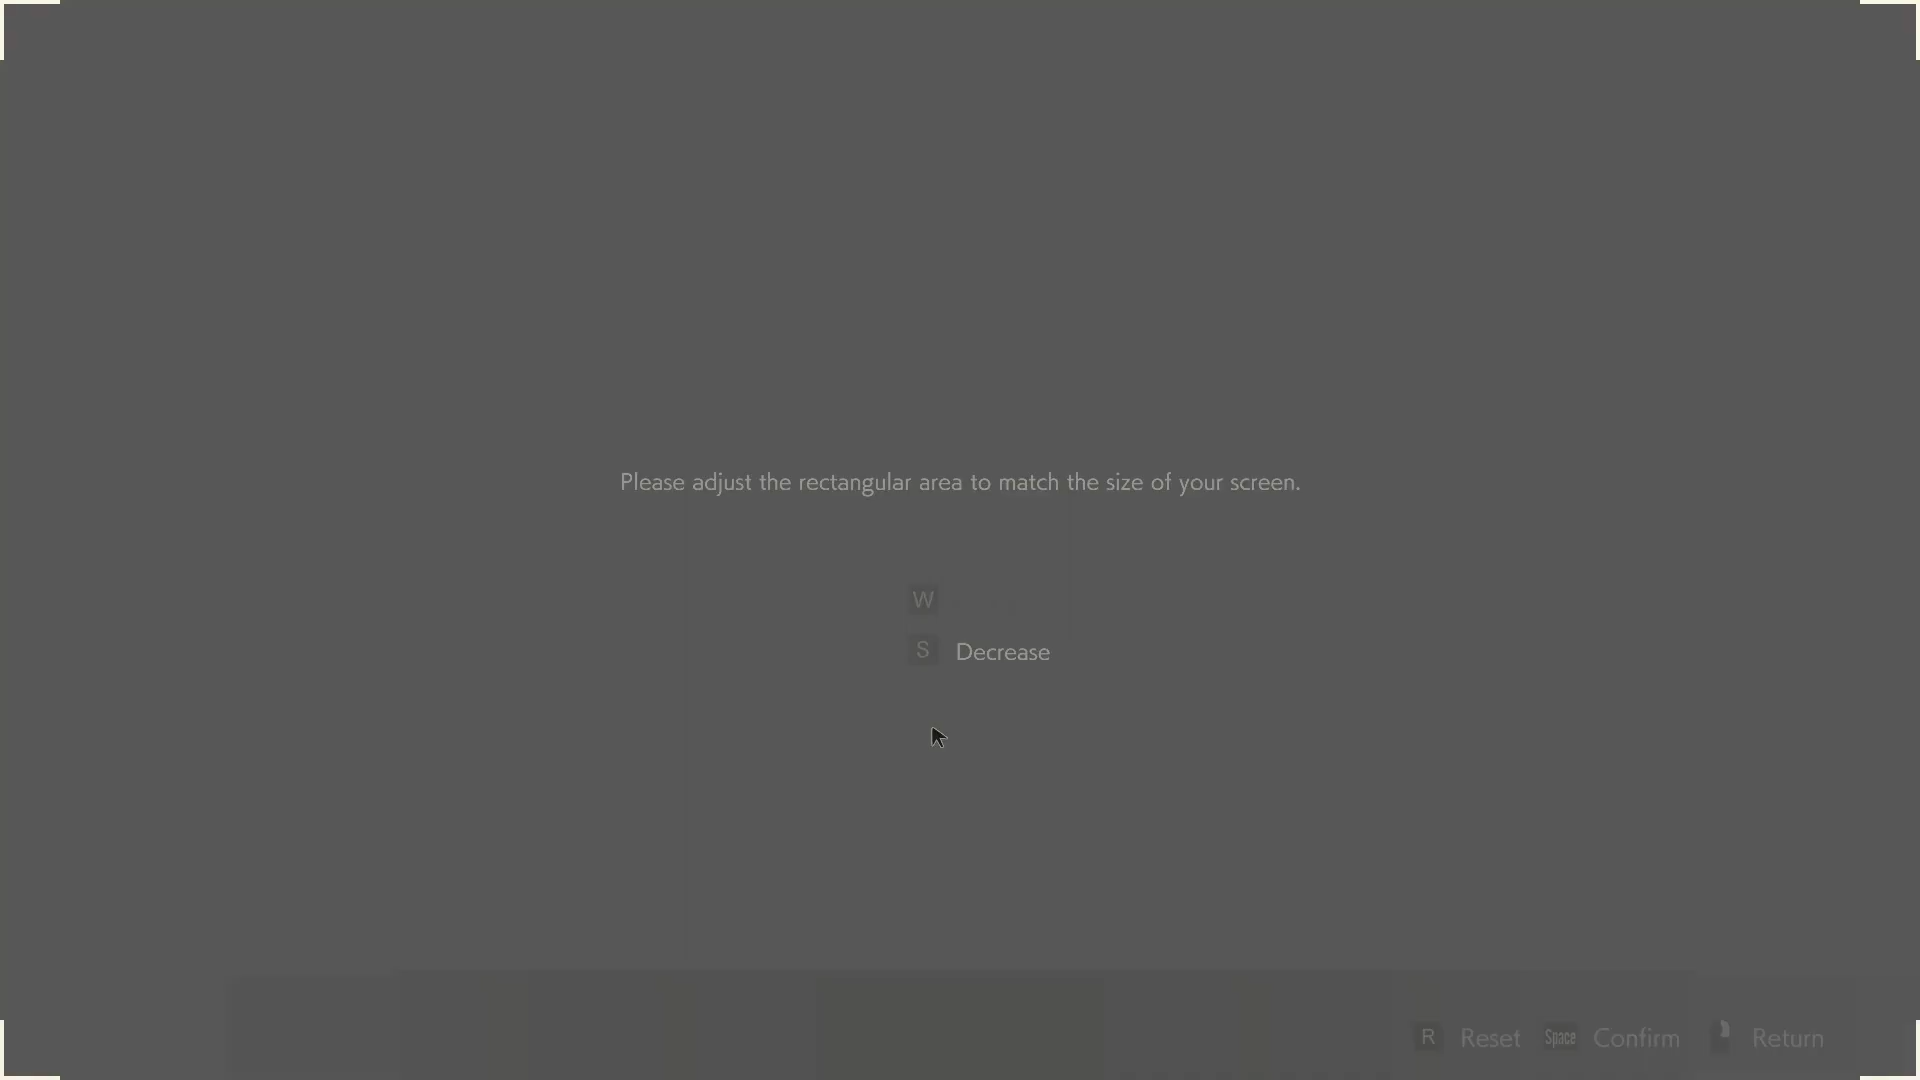 Please adjust the rectangular area to match the size of your screen.
W
S Decrease
R Reset Space Confirm Return